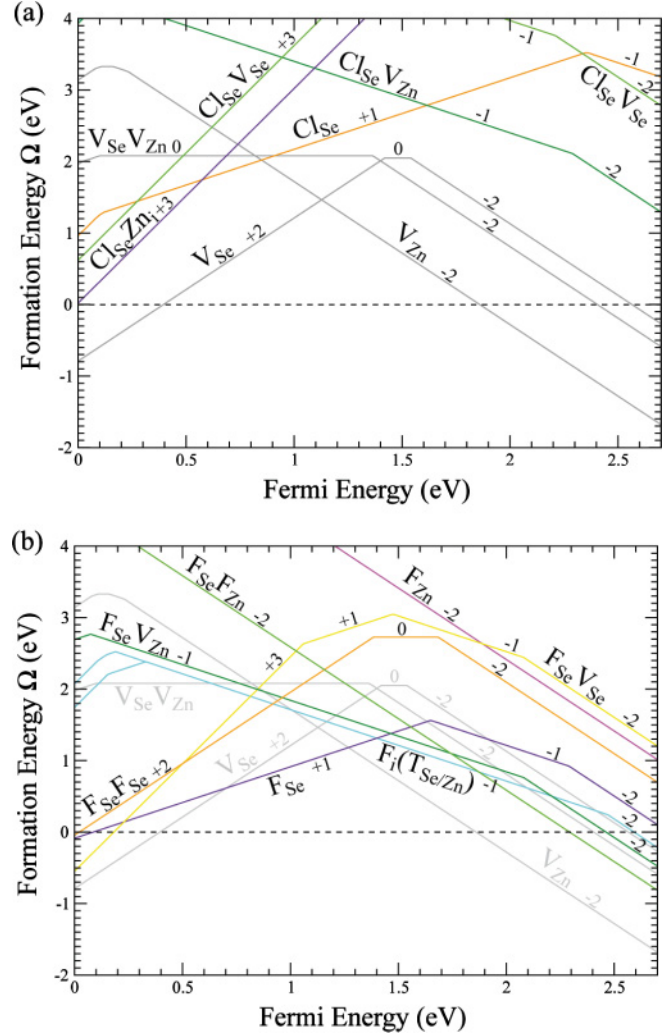 (a)
4
3
2
1
0
-1
-2
0
0.5
1
1.5
2
2.5
Formation Energy Ω (eV)
Fermi Energy (eV)
Cl_Se V_Se +3
Cl_Se V_Zn
-1
-2
-1
-2
Cl_Se V_Se
-1
-2
Cl_Se +1
V_Se V_Zn 0
Cl_Se Zn_i +3
V_Se +2
0
-2
-2
V_Zn -2
(b)
4
3
2
1
0
-1
-2
0
0.5
1
1.5
2
2.5
Formation Energy Ω (eV)
Fermi Energy (eV)
F_Se F_Zn -2
F_Zn -2
F_Se V_Zn -1
+3
+1
0
-1
-2
F_Se V_Se
-2
V_Se V_Zn
V_Se +2
0
-2
-2
F_Se F_Se +2
F_Se +1
F_i(T_Se/Zn) -1
-1
-2
-2
-2
V_Zn -2